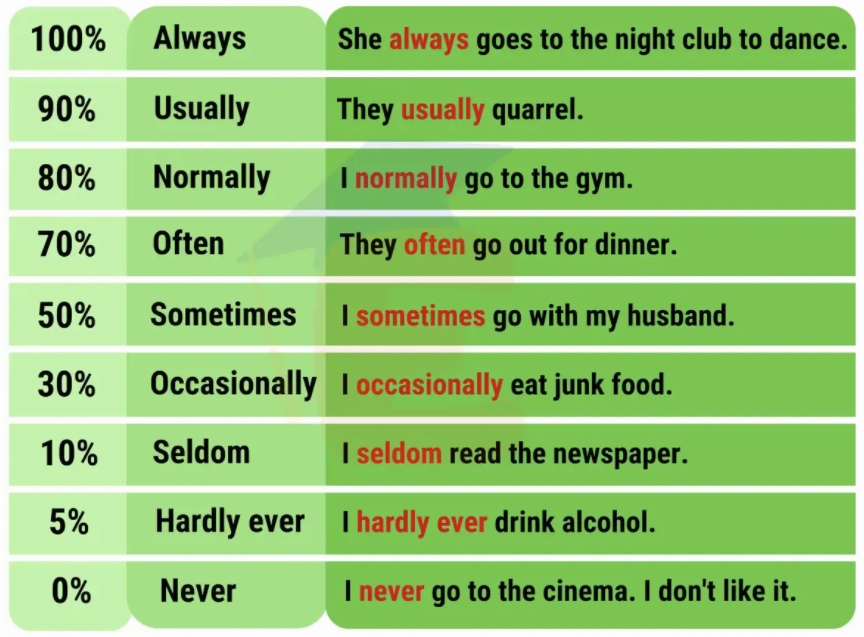 100% Always She always goes to the night club to dance.
90% Usually They usually quarrel.
80% Normally I normally go to the gym.
70% Often They often go out for dinner.
50% Sometimes I sometimes go with my husband.
30% Occasionally I occasionally eat junk food.
10% Seldom I seldom read the newspaper.
5% Hardly ever I hardly ever drink alcohol.
0% Never I never go to the cinema. I don't like it.